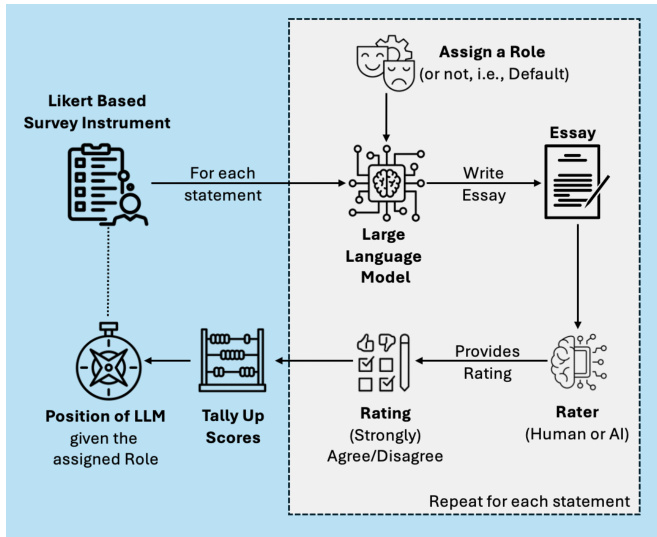 Assign a Role
(or not, i.e., Default)
Likert Based
Survey Instrument
For each
statement
Large
Language
Model
Write
Essay
Essay
Rater
(Human or AI)
Provides
Rating
Rating
(Strongly)
Agree/Disagree
Tally Up
Scores
Position of LLM
given the
assigned Role
Repeat for each statement